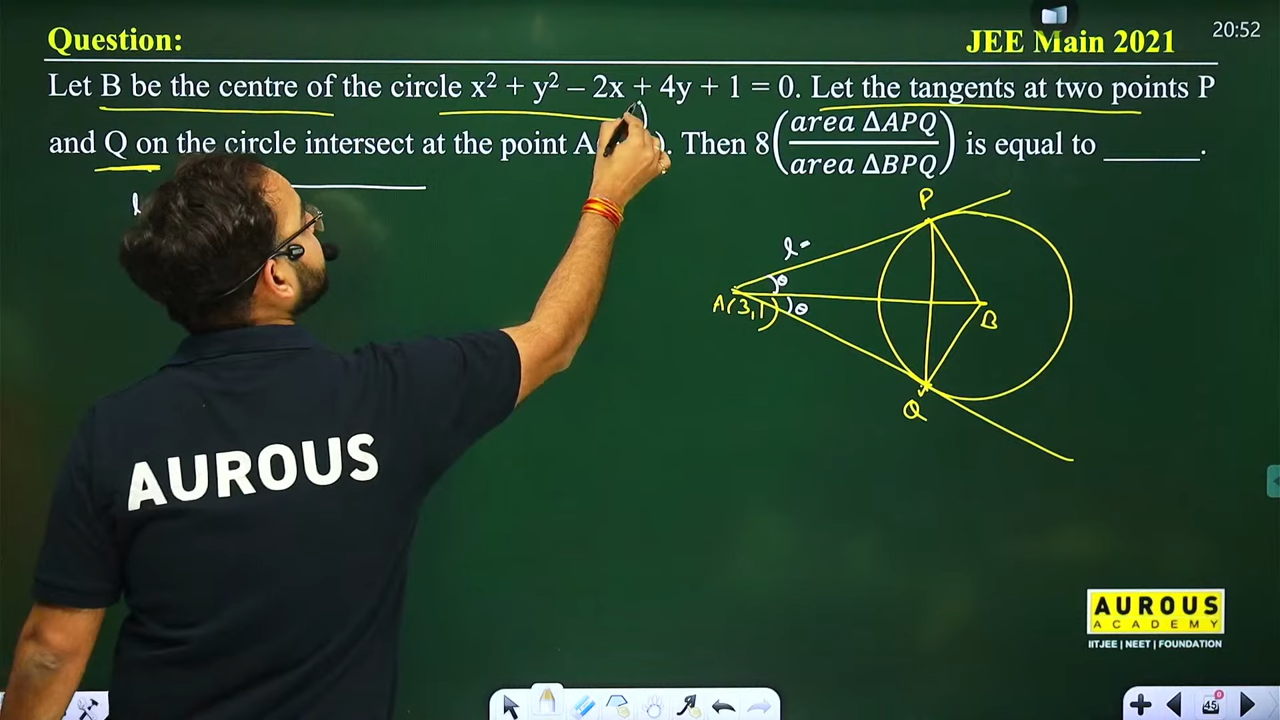 20:52
Question: JEE Main 2021
Let B be the centre of the circle x² + y² – 2x + 4y + 1 = 0. Let the tangents at two points P
and Q on the circle intersect at the point A . Then 8(area ΔAPQ/area ΔBPQ) is equal to ______.
P
l=
θ
A(3,1) θ B
Q
AUROUS
AUROUS
ACADEMY
IITJEE | NEET | FOUNDATION
45